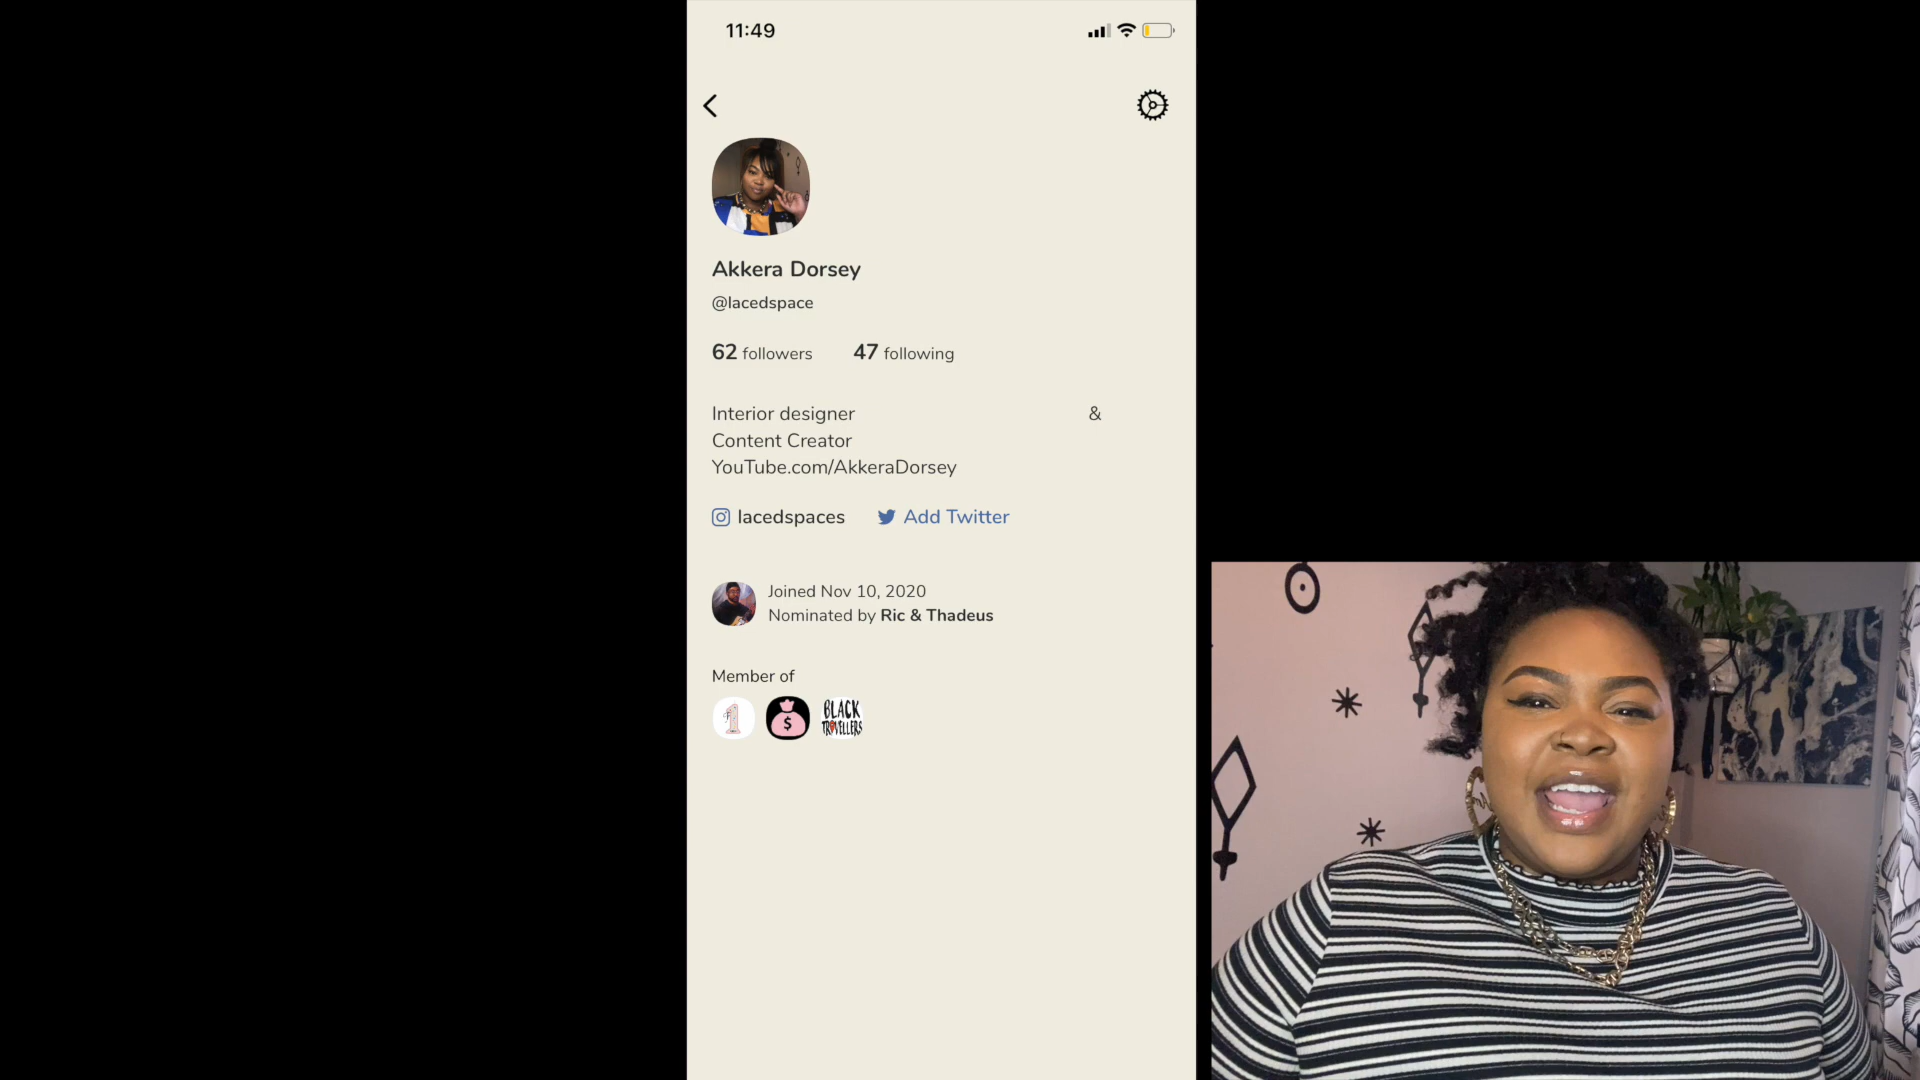 11:49
Akkera Dorsey
@lacedspace
62 followers 47 following
Interior designer &
Content Creator
YouTube.com/AkkeraDorsey
lacedspaces Add Twitter
Joined Nov 10, 2020
Nominated by Ric & Thadeus
Member of
1 $ BLACK
TRAVELLERS